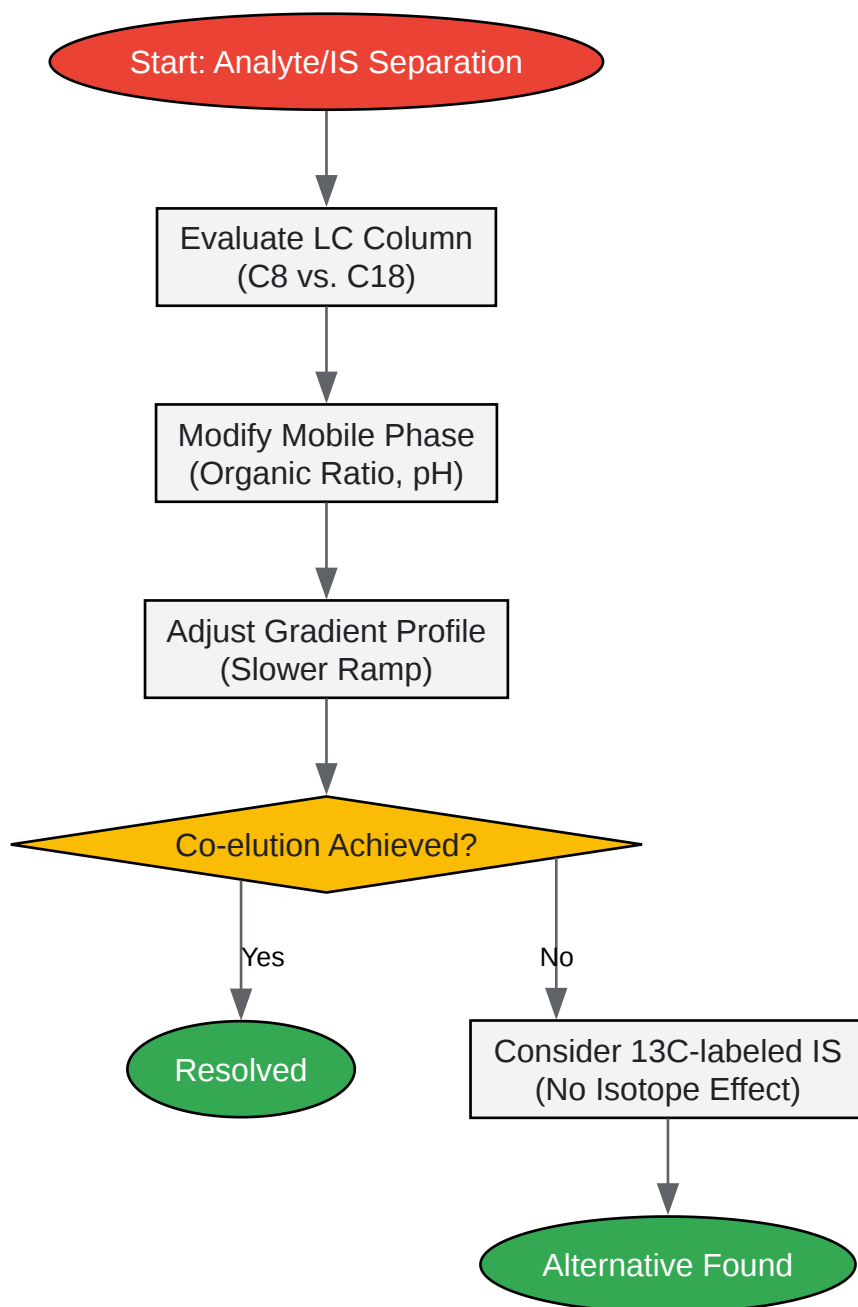 Start: Analyte/IS Separation
Evaluate LC Column
(C8 vs. C18)
Modify Mobile Phase
(Organic Ratio, pH)
Adjust Gradient Profile
(Slower Ramp)
Co-elution Achieved?
Yes
No
Resolved
Consider 13C-labeled IS
(No Isotope Effect)
Alternative Found